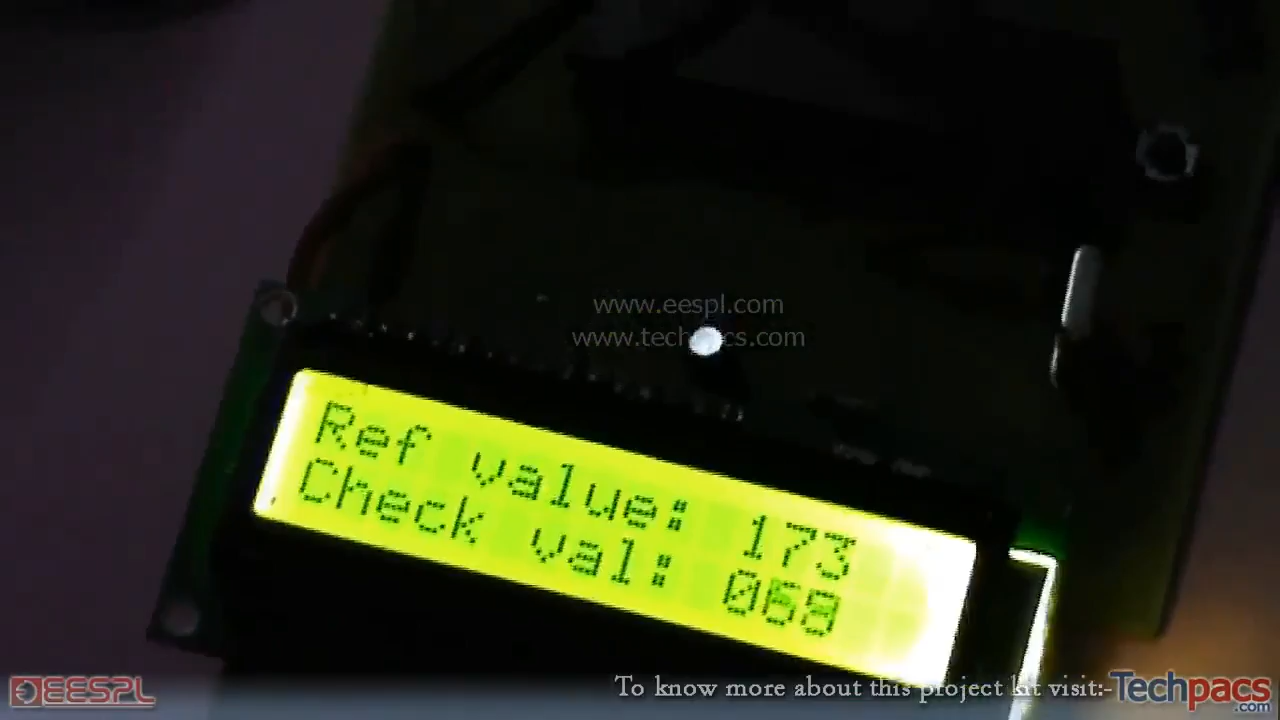 www.eespl.com
www.techpacs.com
Ref value: 173
Check val: 068
EESPL
To know more about this project kit visit:-Techpacs
.com